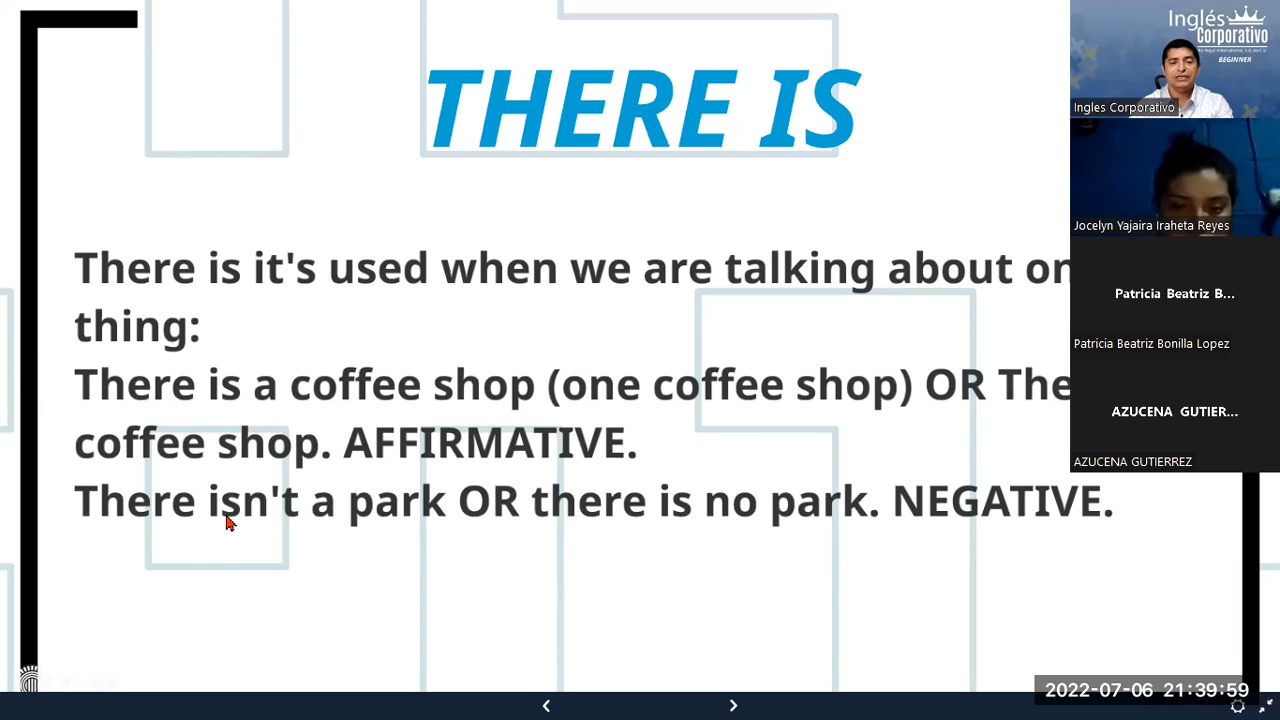 THERE IS
There is it's used when we are talking about
thing:
There is a coffee shop (one coffee shop) OR
coffee shop. AFFIRMATIVE.
There isn't a park OR there is no park. NEGATIVE.
Inglés
Corporativo
BEGINNER
Ingles Corporativo
Jocelyn Yajaira Iraheta Reyes
Patricia Beatriz B...
Patricia Beatriz Bonilla Lopez
AZUCENA GUTIER...
AZUCENA GUTIERREZ
2022-07-06 21:39:59